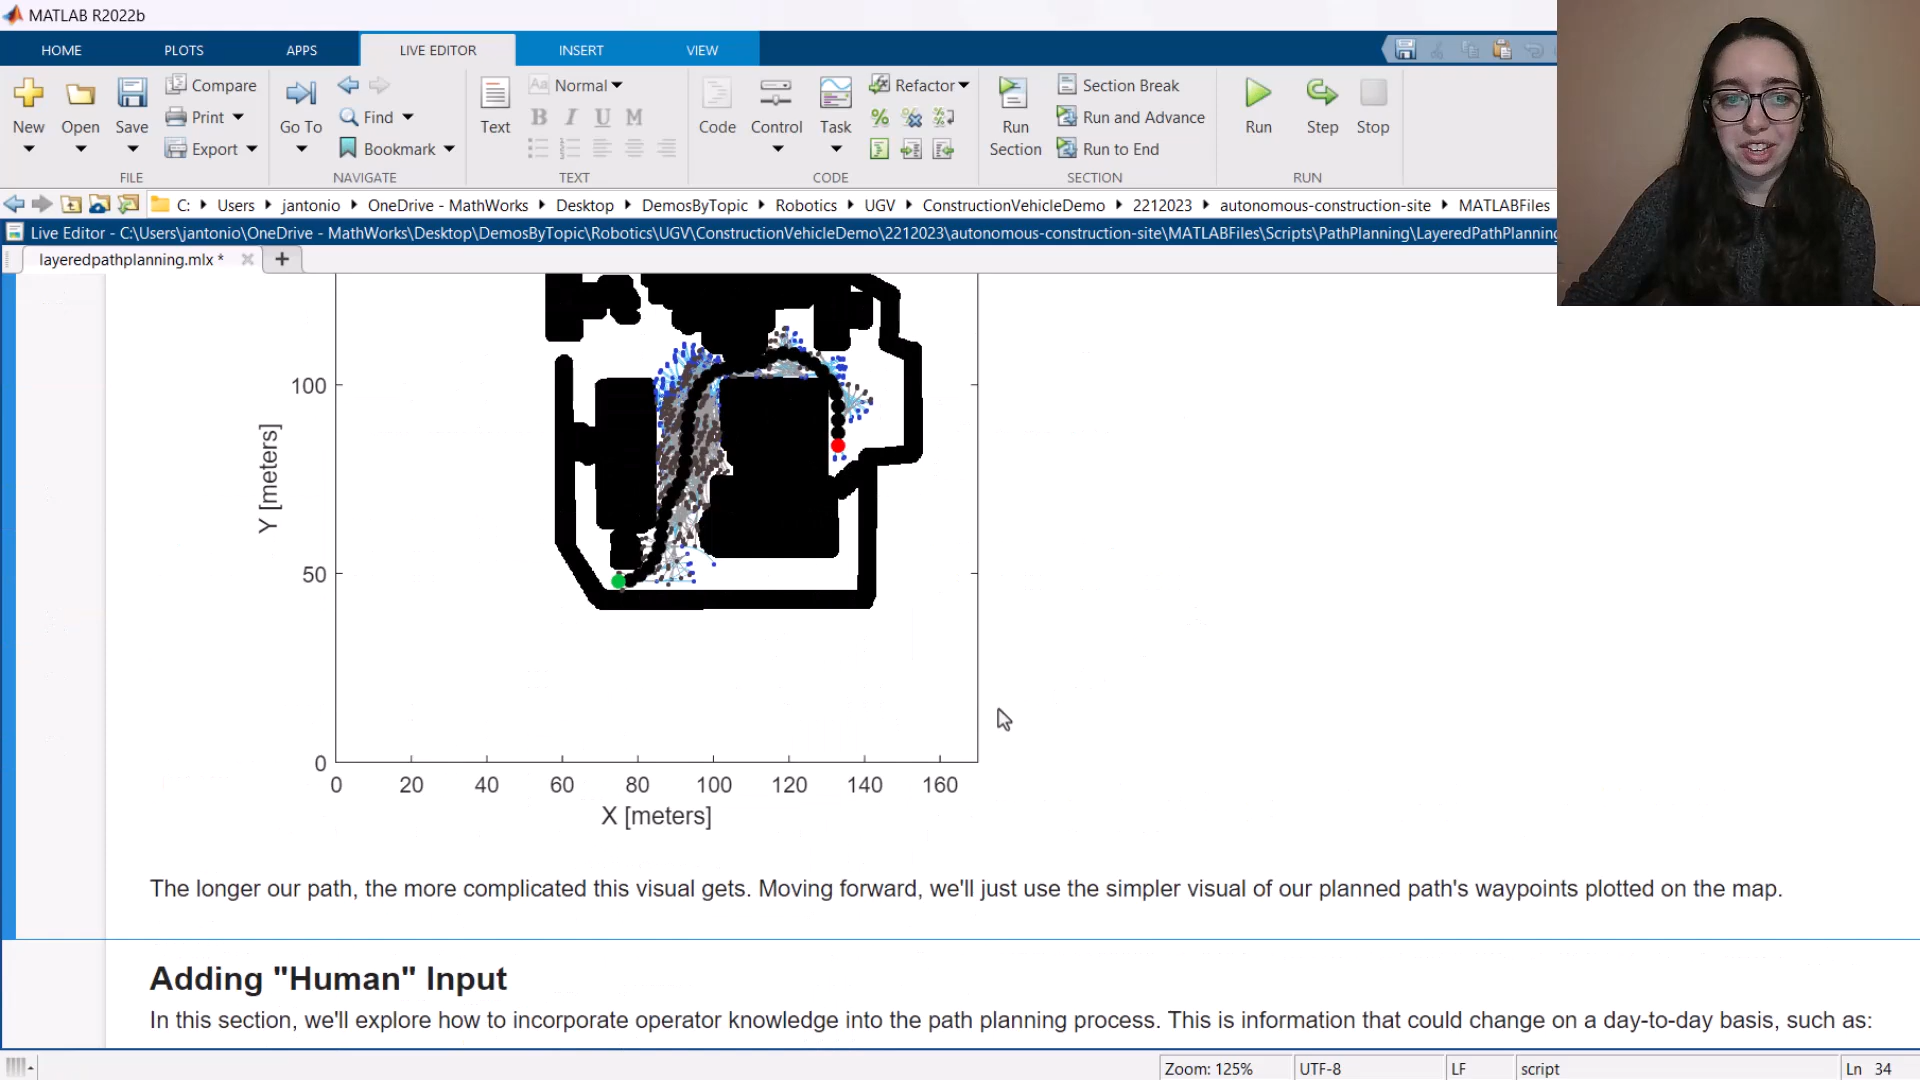 MATLAB R2022b
HOME PLOTS APPS LIVE EDITOR INSERT VIEW
New Open Save Compare Print Export
FILE
Go To Find Bookmark
NAVIGATE
Text Aa Normal B I U M
TEXT
Code Control Task Refactor
CODE
Run Section Section Break Run and Advance Run to End
SECTION
Run Step Stop
RUN
C: Users jantonio OneDrive - MathWorks Desktop DemosByTopic Robotics UGV ConstructionVehicleDemo 2212023 autonomous-construction-site MATLABFiles
Live Editor - C:\Users\jantonio\OneDrive - MathWorks\Desktop\DemosByTopic\Robotics\UGV\ConstructionVehicleDemo\2212023\autonomous-construction-site\MATLABFiles\Scripts\PathPlanning\LayeredPathPlanning
layeredpathplanning.mlx *
100
50
0
Y [meters]
0 20 40 60 80 100 120 140 160
X [meters]
The longer our path, the more complicated this visual gets. Moving forward, we'll just use the simpler visual of our planned path's waypoints plotted on the map.
Adding "Human" Input
In this section, we'll explore how to incorporate operator knowledge into the path planning process. This is information that could change on a day-to-day basis, such as:
Zoom: 125% UTF-8 LF script Ln 34